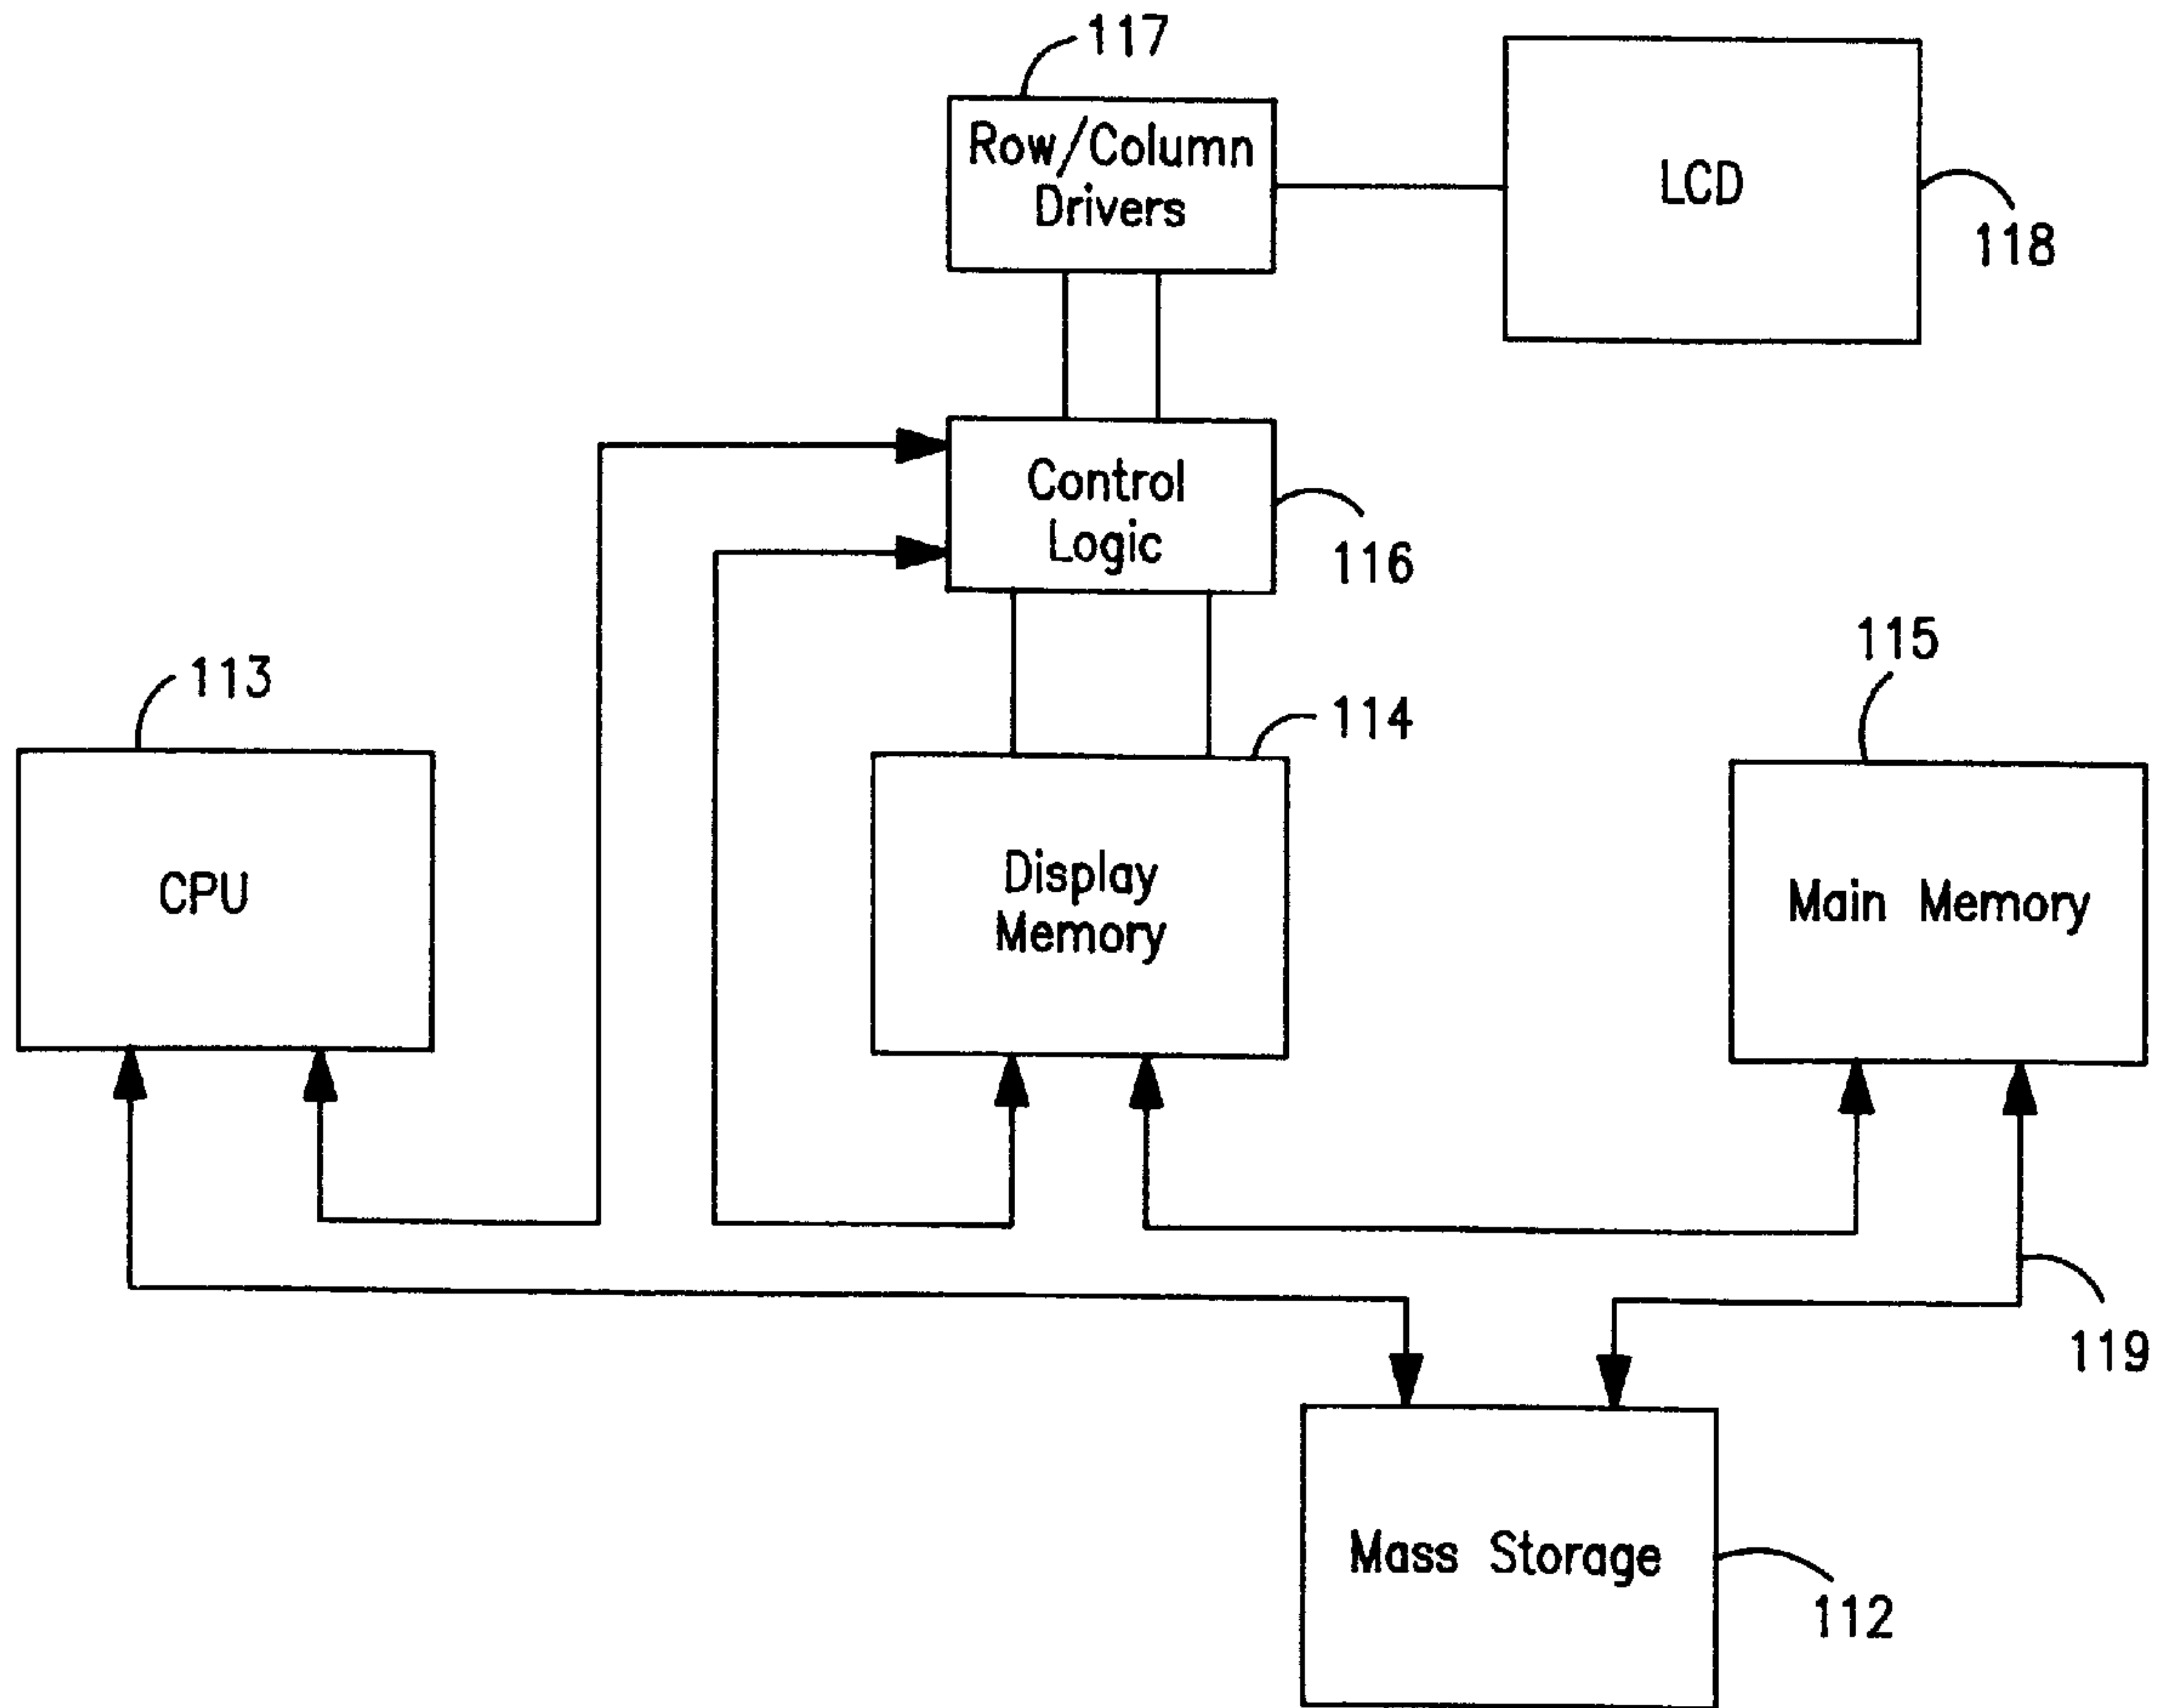 117
Row/Column
Drivers
LCD
118
Control
Logic
116
115
113
114
CPU
Display
Memory
Main Memory
119
Mass Storage
112